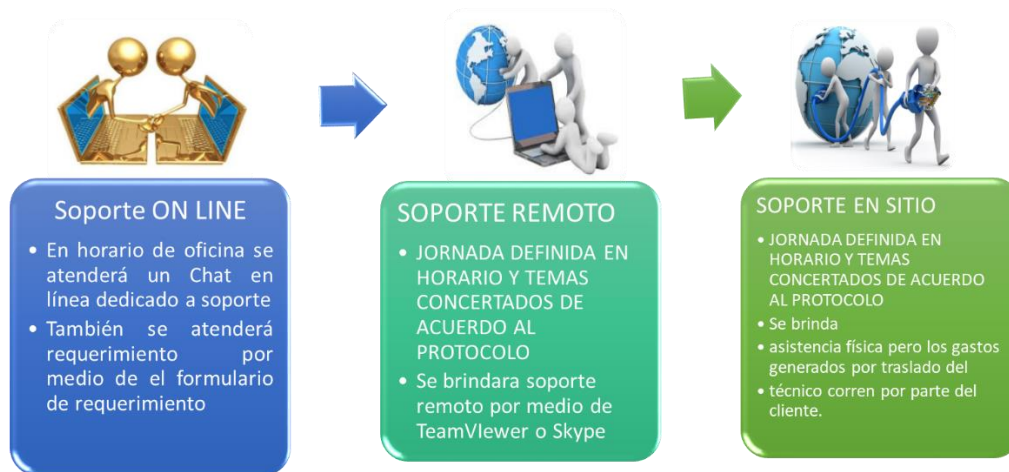 Soporte ON LINE
• En horario de oficina se
atenderá un Chat en
línea dedicado a soporte
• También se atenderá
requerimiento por
medio de el formulario
de requerimiento
SOPORTE REMOTO
• JORNADA DEFINIDA EN
HORARIO Y TEMAS
CONCERTADOS DE
ACUERDO AL
PROTOCOLO
• Se brindara soporte
remoto por medio de
TeamVIewer o Skype
SOPORTE EN SITIO
• JORNADA DEFINIDA EN
HORARIO Y TEMAS
CONCERTADOS DE ACUERDO
AL PROTOCOLO
• Se brinda
• asistencia física pero los gastos
generados por traslado del
• técnico corren por parte del
cliente.